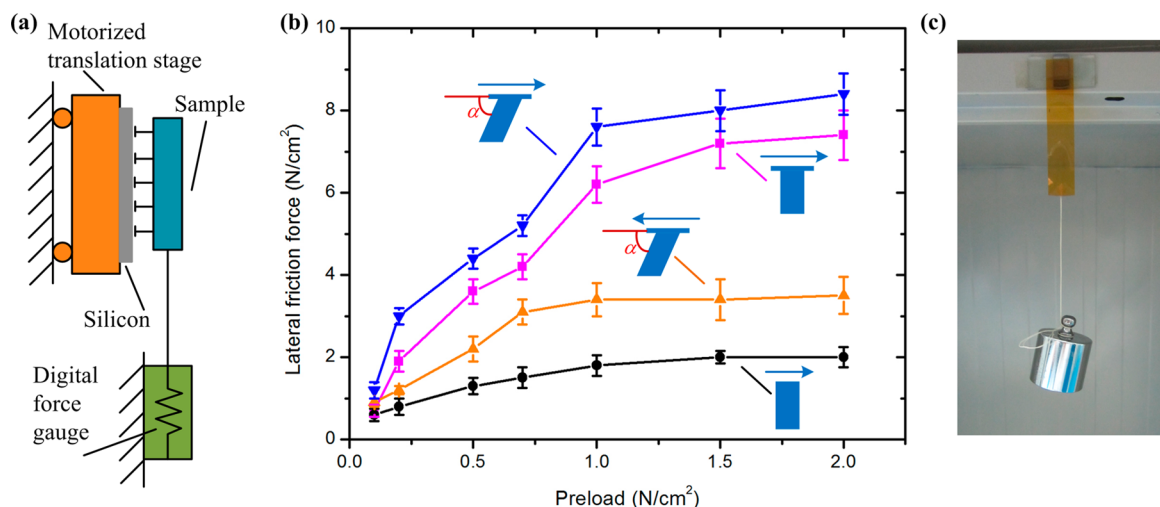 (a)
Motorized
translation stage
Sample
Silicon
Digital
force
gauge
(b)
Lateral friction force (N/cm²)
10
8
6
4
2
0
0.0
0.5
1.0
1.5
2.0
Preload (N/cm²)
α
α
(c)